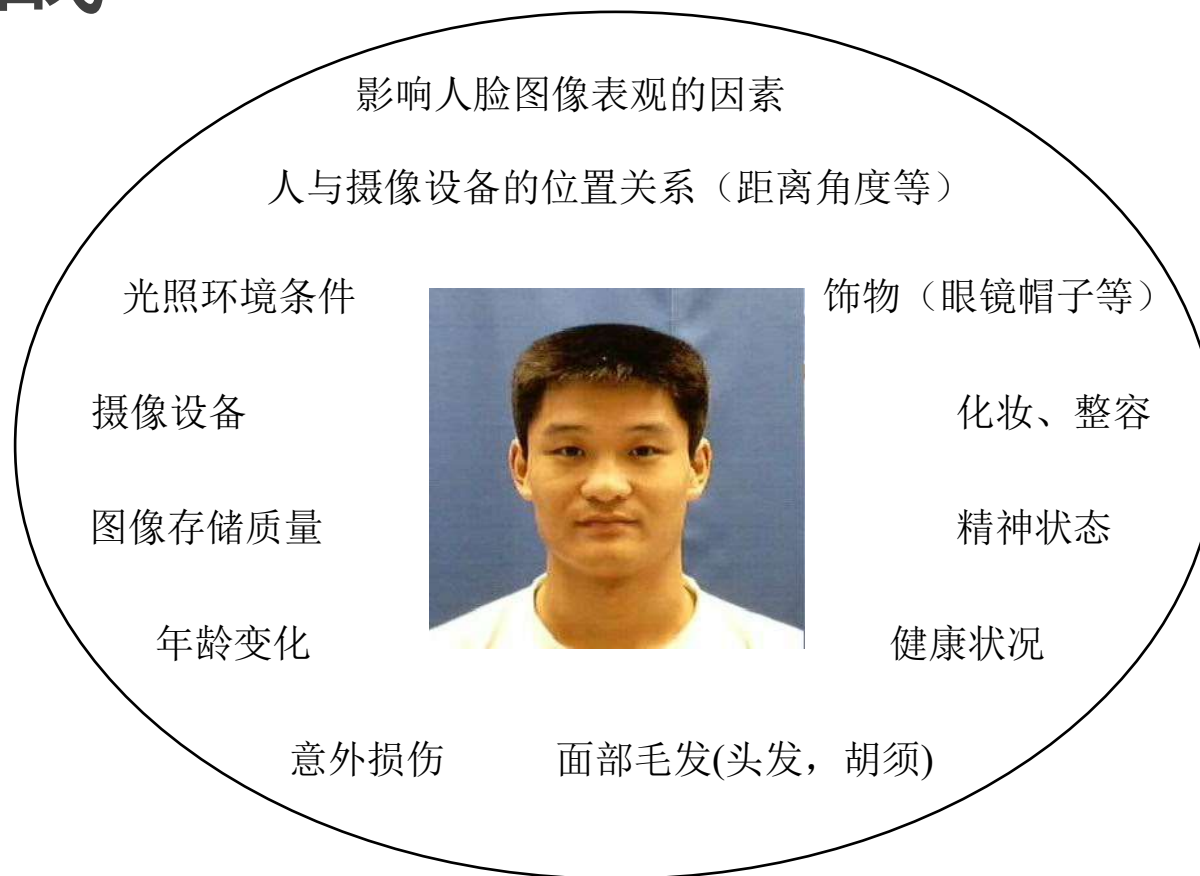 影响人脸图像表观的因素
人与摄像设备的位置关系（距离角度等）
光照环境条件
饰物（眼镜帽子等）
摄像设备
化妆、整容
图像存储质量
精神状态
年龄变化
健康状况
意外损伤
面部毛发(头发，胡须)